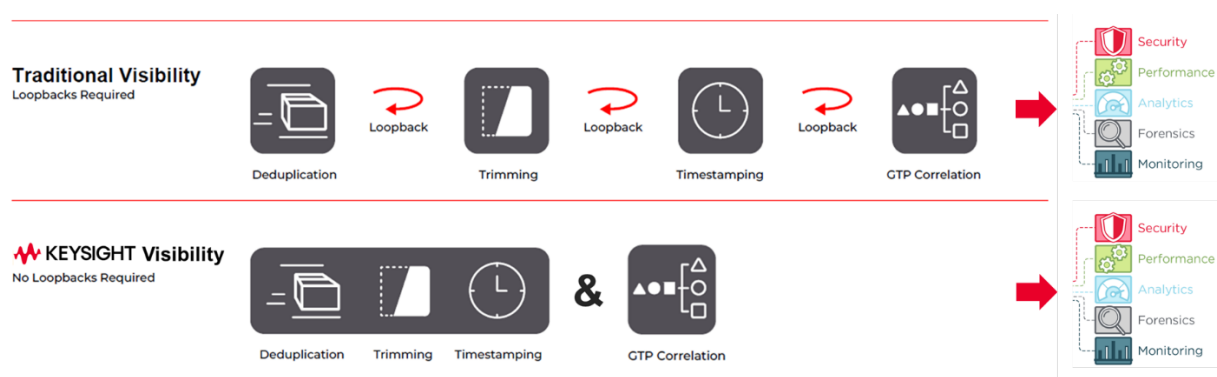 Traditional Visibility
Loopbacks Required
Loopback
Loopback
Loopback
Deduplication
Trimming
Timestamping
GTP Correlation
Security
Performance
Analytics
Forensics
Monitoring
KEYSIGHT Visibility
No Loopbacks Required
&
Deduplication
Trimming
Timestamping
GTP Correlation
Security
Performance
Analytics
Forensics
Monitoring